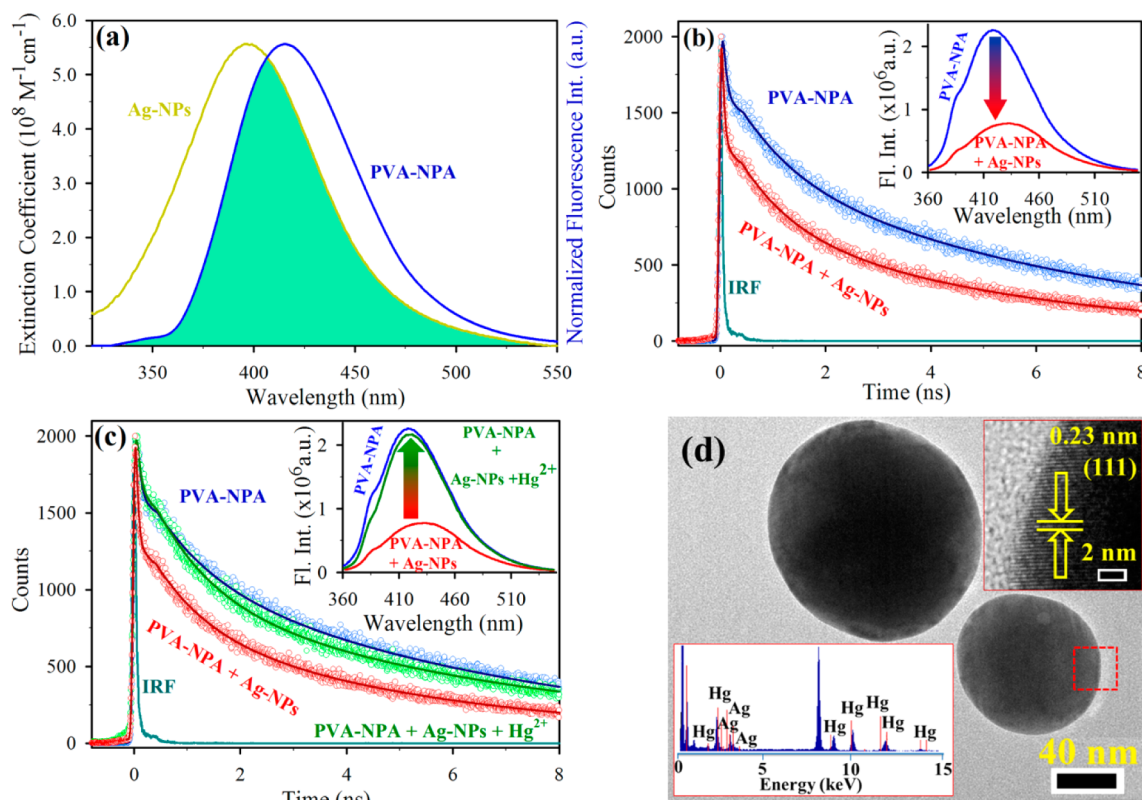 (a)
Extinction Coefficient (10⁸ M⁻¹cm⁻¹)
6.0
5.0
4.0
3.0
2.0
1.0
0.0
Ag-NPs
PVA-NPA
Normalized Fluorescence Int. (a.u.)
350 400 450 500 550
Wavelength (nm)
(b)
Counts
2000
1500
1000
500
0
PVA-NPA
PVA-NPA + Ag-NPs
IRF
0 2 4 6 8
Time (ns)
Fl. Int. (x10⁶a.u.)
2
1
0
PVA-NPA
PVA-NPA
+ Ag-NPs
360 410 460 510
Wavelength (nm)
(c)
Counts
2000
1500
1000
500
0
PVA-NPA
PVA-NPA + Ag-NPs
IRF
PVA-NPA + Ag-NPs + Hg²⁺
0 2 4 6 8
Time (ns)
Fl. Int. (x10⁶a.u.)
2
1
0
PVA-NPA
PVA-NPA
+
Ag-NPs +Hg²⁺
PVA-NPA
+ Ag-NPs
360 410 460 510
Wavelength (nm)
(d)
0.23 nm
(111)
2 nm
Hg
Hg
Ag
Ag
Ag
Hg
Hg
Hg
Hg
Hg
0 5 10 15
Energy (keV)
40 nm